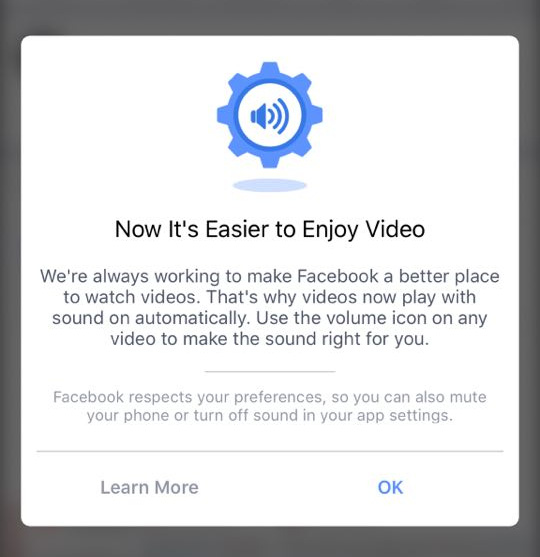 Now It's Easier to Enjoy Video
We're always working to make Facebook a better place
to watch videos. That's why videos now play with
sound on automatically. Use the volume icon on any
video to make the sound right for you.
Facebook respects your preferences, so you can also mute
your phone or turn off sound in your app settings.
Learn More
OK